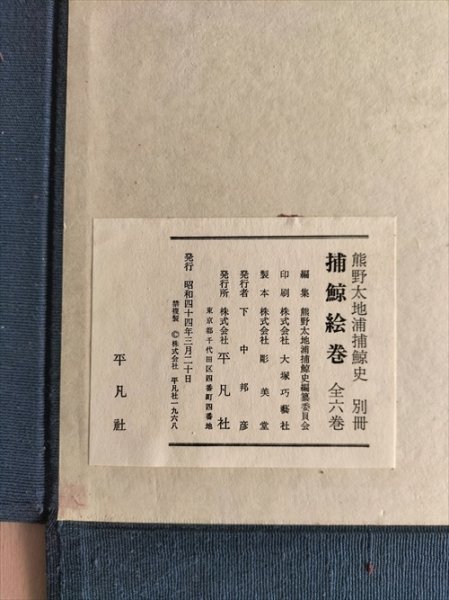 熊野太地浦捕鯨史 別冊
捕鯨絵巻 全六巻
編集 熊野太地浦捕鯨史編纂委員会
印刷 株式会社 大塚巧藝社
製本 株式会社 彫美堂
発行者 下中邦彦
発行所 株式会社 平凡社
東京都千代田区四番町四番地
発行 昭和四十四年三月二十日
禁複製 ©株式会社 平凡社一九六八
平凡社